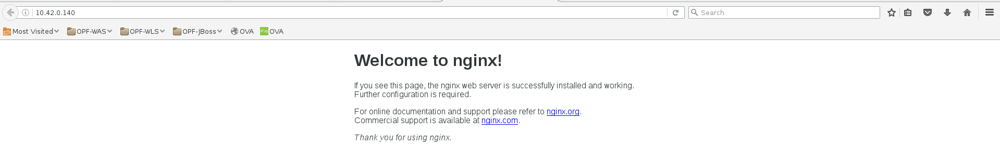 10.42.0.140
Search
Most Visited OPF-WAS OPF-WLS OPF-JBoss OVA FIS OVA
Welcome to nginx!
If you see this page, the nginx web server is successfully installed and working.
Further configuration is required.
For online documentation and support please refer to nginx.org.
Commercial support is available at nginx.com.
Thank you for using nginx.